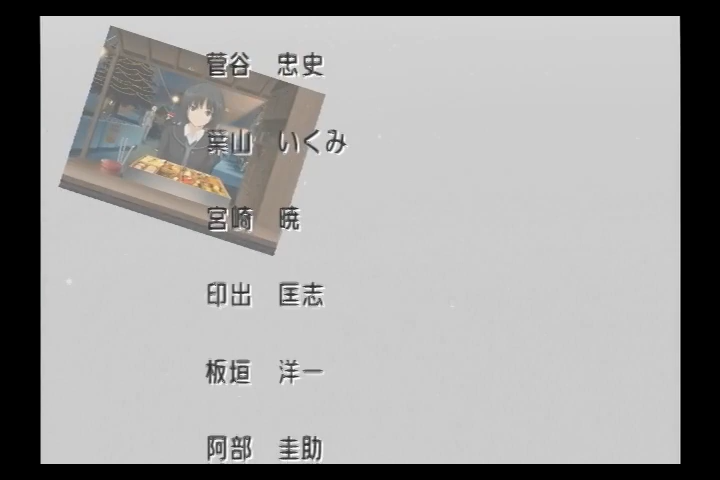 菅谷　忠史
葉山　いくみ
宮崎　暁
印出　匡志
板垣　洋一
阿部　圭助